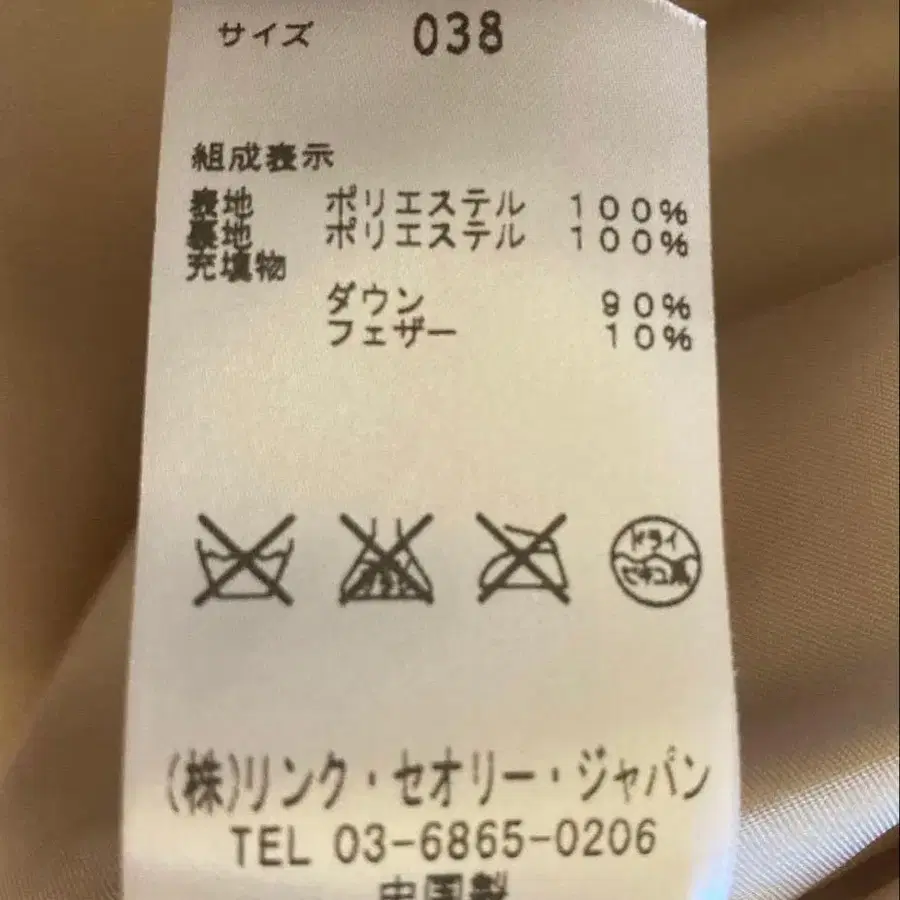 サイズ 038
組成表示
表地 ポリエステル 100%
裏地 ポリエステル 100%
充填物
ダウン 90%
フェザー 10%
ドライ
セキユ系
(株)リンク・セオリー・ジャパン
TEL 03-6865-0206
中国製